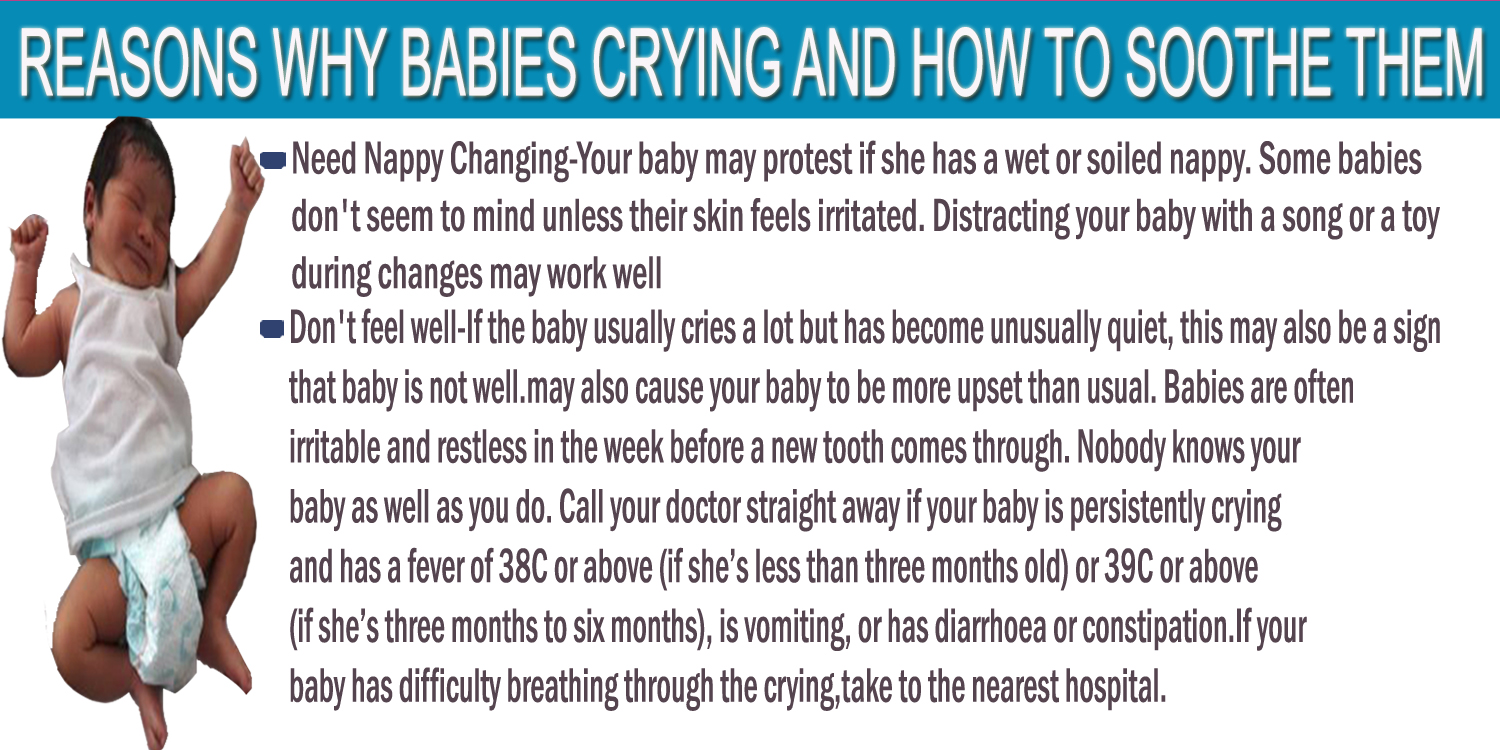 REASONS WHY BABIES CRYING AND HOW TO SOOTHE THEM
Need Nappy Changing-Your baby may protest if she has a wet or soiled nappy. Some babies
don't seem to mind unless their skin feels irritated. Distracting your baby with a song or a toy
during changes may work well
Don't feel well-If the baby usually cries a lot but has become unusually quiet, this may also be a sign
that baby is not well.may also cause your baby to be more upset than usual. Babies are often
irritable and restless in the week before a new tooth comes through. Nobody knows your
baby as well as you do. Call your doctor straight away if your baby is persistently crying
and has a fever of 38C or above (if she’s less than three months old) or 39C or above
(if she’s three months to six months), is vomiting, or has diarrhoea or constipation.If your
baby has difficulty breathing through the crying,take to the nearest hospital.